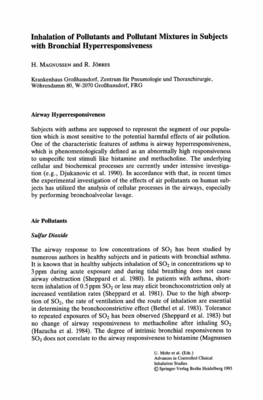 Inhalation of Pollutants and Pollutant Mixtures in Subjects
with Bronchial Hyperresponsiveness
H. Magnussen and R. Jörres
Krankenhaus Großhansdorf, Zentrum für Pneumologie und Thoraxchirurgie,
Wöhrendamm 80, W-2070 Großhansdorf, FRG
Airway Hyperresponsiveness
Subjects with asthma are supposed to represent the segment of our popula-
tion which is most sensitive to the potential harmful effects of air pollution.
One of the characteristic features of asthma is airway hyperresponsiveness,
which is phenomenologically defined as an abnormally high responsiveness
to unspecific test stimuli like histamine and methacholine. The underlying
cellular and biochemical processes are currently under intensive investiga-
tion (e.g., Djukanovic et al. 1990). In accordance with that, in recent times
the experimental investigation of the effects of air pollutants on human sub-
jects has utilized the analysis of cellular processes in the airways, especially
by performing bronchoalveolar lavage.
Air Pollutants
Sulfur Dioxide
The airway response to low concentrations of SO₂ has been studied by
numerous authors in healthy subjects and in patients with bronchial asthma.
It is known that in healthy subjects inhalation of SO₂ in concentrations up to
3 ppm during acute exposure and during tidal breathing does not cause
airway obstruction (Sheppard et al. 1980). In patients with asthma, short-
term inhalation of 0.5 ppm SO₂ or less may elicit bronchoconstriction only at
increased ventilation rates (Sheppard et al. 1981). Due to the high absorp-
tion of SO₂, the rate of ventilation and the route of inhalation are essential
in determining the bronchoconstrictive effect (Bethel et al. 1983). Tolerance
to repeated exposures of SO₂ has been observed (Sheppard et al. 1983) but
no change of airway responsiveness to methacholine after inhaling SO₂
(Hazucha et al. 1984). The degree of intrinsic bronchial responsiveness to
SO₂ does not correlate to the airway responsiveness to histamine (Magnussen
U. Mohr et al. (Eds.)
Advances in Controlled Clinical
Inhalation Studies
© Springer-Verlag Berlin Heidelberg 1993